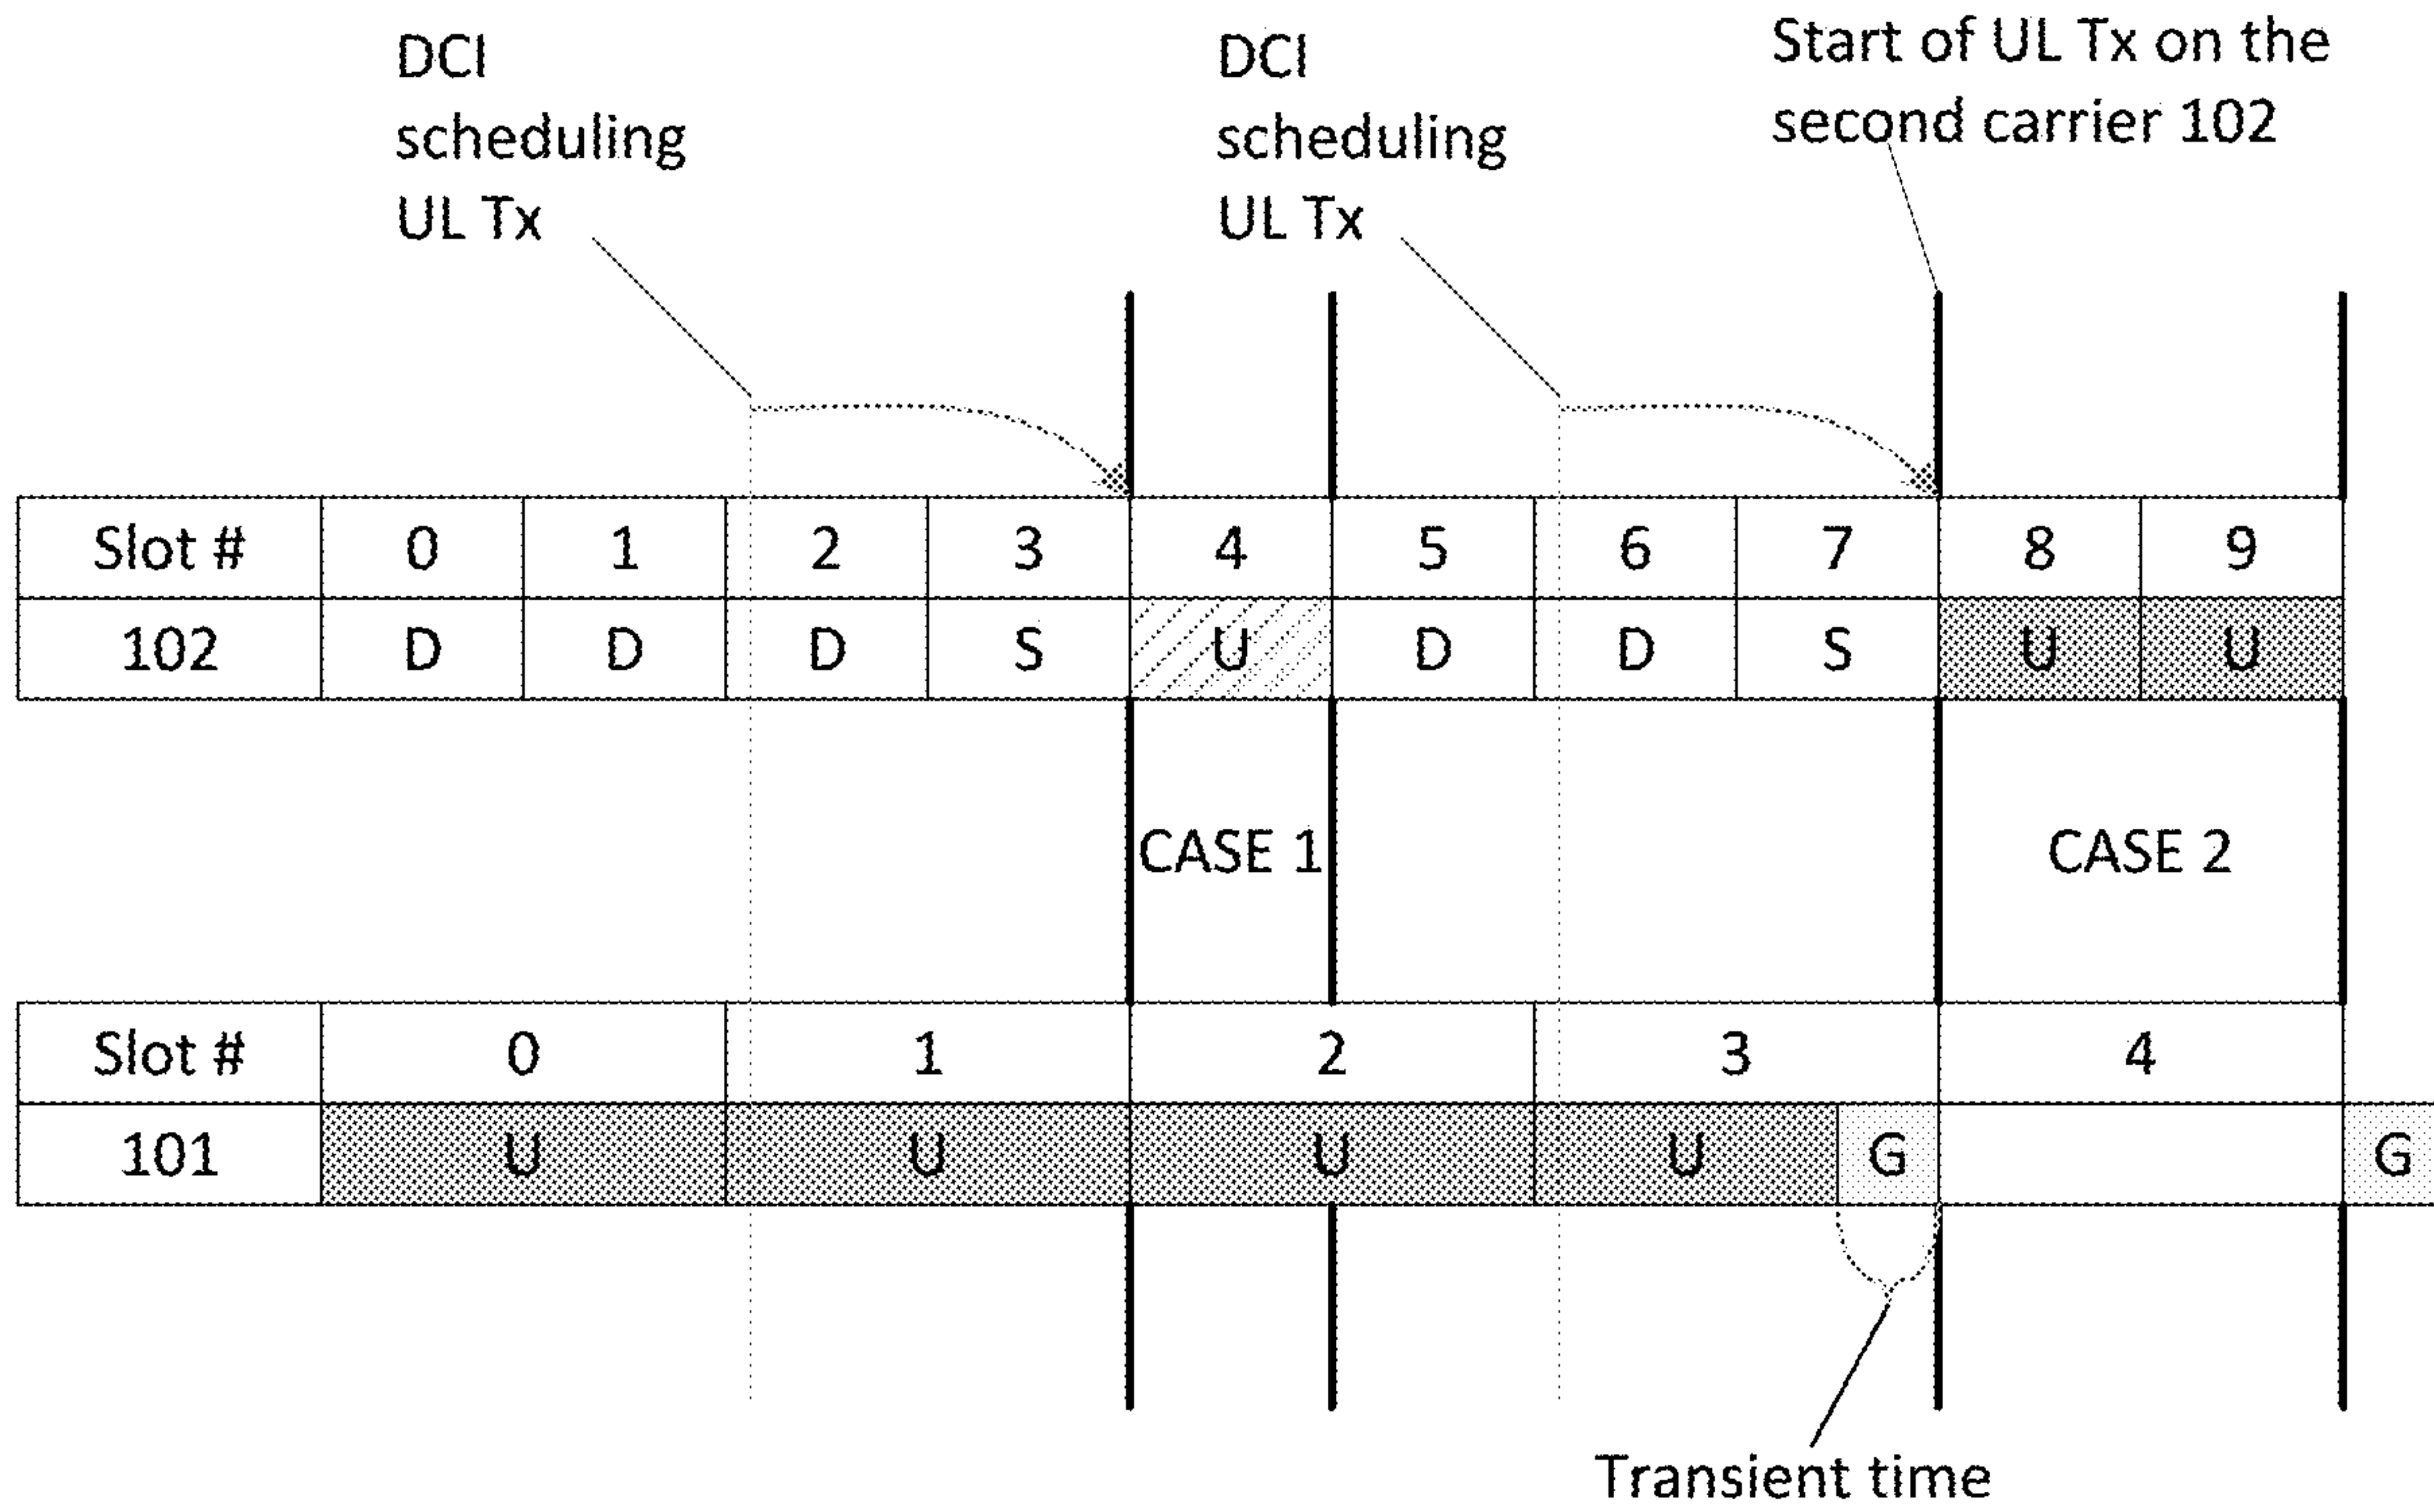 DCI
scheduling
UL Tx
DCI
scheduling
UL Tx
Start of UL Tx on the
second carrier 102
Slot # 0 1 2 3 4 5 6 7 8 9
102 D D D S U D D S U U
CASE 1 CASE 2
Slot # 0 1 2 3 4
101 U U U U G G
Transient time